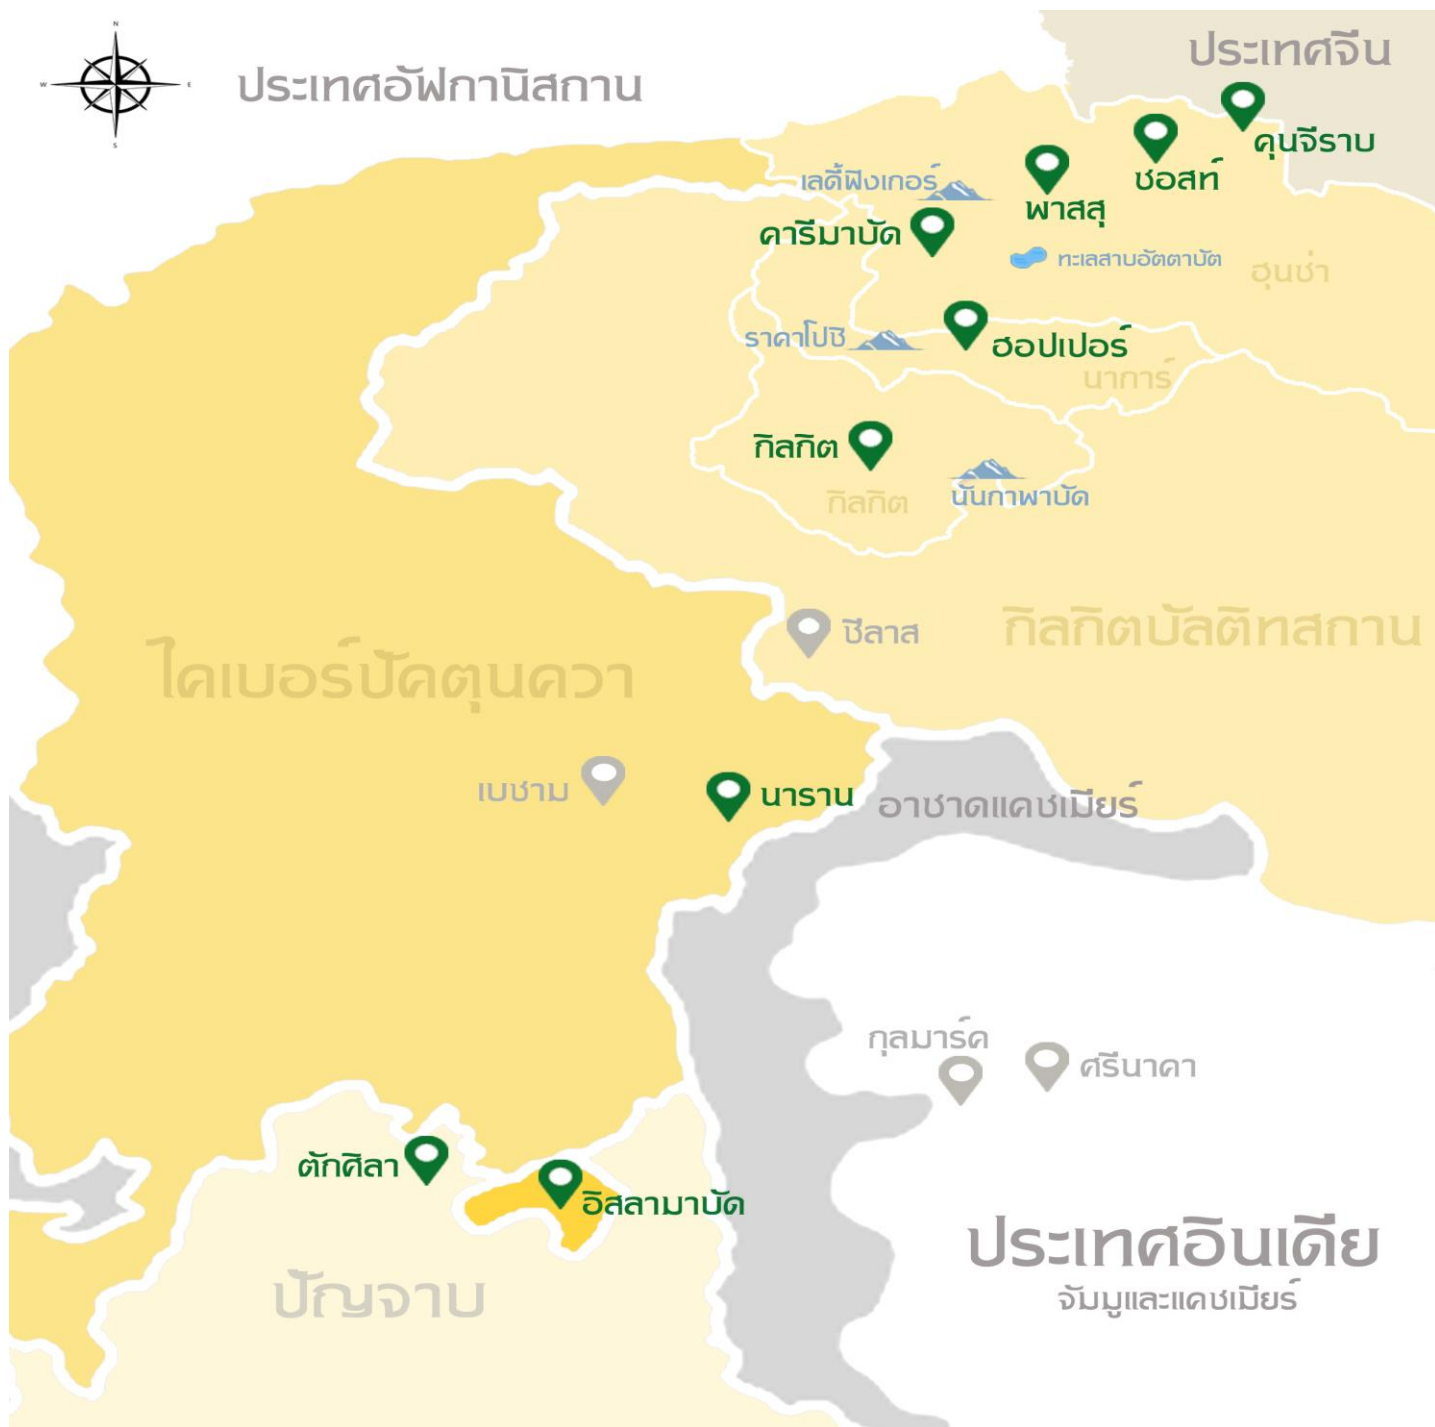 N
W
E
S
ประเทศอัฟกานิสถาน
ประเทศจีน
คุนจีราบ
ซอสท์
เลดี้ฟิงเกอร์
พาสสุ
คารีมาบัด
ทะเลสาบอัตตาบัต
ฮุนซ่า
ราคาโปชิ
ฮอปเปอร์
นาการ์
กิลกิต
นันกาพาบัด
กิลกิต
กิลกิตบัลติทสถาน
ชีลาส
ไคเบอร์ปัคตุนควา
เบชาม
นาราน
อาซาดแคชเมียร์
กุลมาร์ค
ศรีนาคา
ตักศิลา
อิสลามาบัด
ประเทศอินเดีย
จัมมูและแคชเมียร์
ปัญจาบ